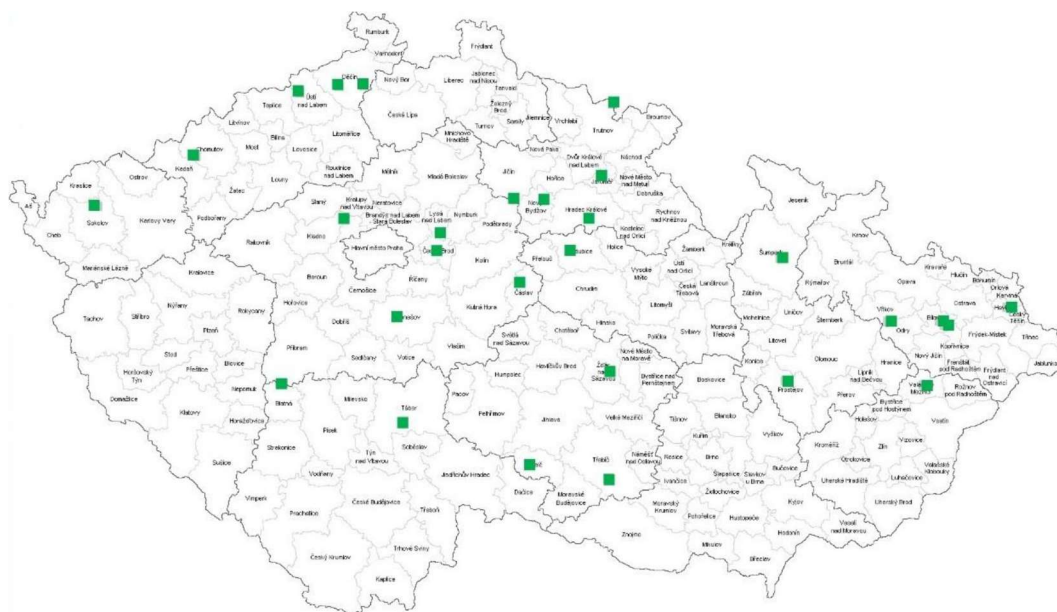 Rumburk
Varnsdorf
Frýdlant
Děčín
Nový Bor
Liberec
Jablonec
nad Nisou
Tanvald
Ústí
nad Labem
Teplice
Česká Lípa
Železný
Brod
Semily
Jilemnice
Turnov
Vrchlabí
Trutnov
Broumov
Litvínov
Bílina
Most
Litoměřice
Lovosice
Mnichovo
Hradiště
Nová Paka
Dvůr Králové
nad Labem
Náchod
Chomutov
Kadaň
Roudnice
nad Labem
Mělník
Mladá Boleslav
Jičín
Hořice
Nové Město
nad Metují
Dobruška
Ostrov
Kraslice
Louny
Žatec
Podbořany
Slaný
Kralupy
nad Vltavou
Neratovice
Brandýs nad Labem
Stará Boleslav
Lysá
nad Labem
Nymburk
Poděbrady
Hradec Králové
Rychnov
nad Kněžnou
Kostelec
nad Orlicí
Jeseník
Aš
Sokolov
Karlovy Vary
Cheb
Mariánské Lázně
Rakovník
Kladno
Hlavní město Praha
Říčany
Kolín
Přelouč
Holice
Žamberk
Králíky
Krnov
Kralovice
Beroun
Černošice
Čáslav
Kutná Hora
Chrudim
Vysoké
Mýto
Ústí
nad Orlicí
Česká
Třebová
Lanškroun
Zábřeh
Rýmařov
Bruntál
Opava
Kravaře
Hlučín
Bohumín
Orlová
Karviná
Ostrava
Český
Těšín
Tachov
Stříbro
Nýřany
Plzeň
Rokycany
Hořovice
Dobříš
Příbram
Sedlčany
Votice
Vlašim
Světlá
nad Sázavou
Chotěboř
Hlinsko
Litomyšl
Polička
Svitavy
Moravská
Třebová
Mohelnice
Uničov
Litovel
Šternberk
Vítkov
Odry
Frýdek-Místek
Třinec
Kopřivnice
Nový Jičín
Frenštát
pod Radhoštěm
Frýdlant
nad Ostravicí
Jablunkov
Stod
Blovice
Přeštice
Horšovský
Týn
Domažlice
Klatovy
Nepomuk
Horažďovice
Sušice
Blatná
Strakonice
Milevsko
Písek
Tábor
Soběslav
Humpolec
Havlíčkův Brod
Pacov
Pelhřimov
Jihlava
Nové Město
na Moravě
Bystřice nad
Pernštejnem
Velké Meziříčí
Boskovice
Konice
Olomouc
Hranice
Lipník
nad Bečvou
Přerov
Bystřice
pod Hostýnem
Holešov
Rožnov
pod Radhoštěm
Vsetín
Týn
nad Vltavou
Vodňany
Vimperk
Prachatice
České Budějovice
Jindřichův Hradec
Třeboň
Dačice
Třebíč
Náměšť
nad Oslavou
Moravské
Budějovice
Tišnov
Blansko
Kuřim
Rosice
Brno
Ivančice
Šlapanice
Slavkov
u Brna
Vyškov
Bučovice
Kroměříž
Zlín
Vizovice
Otrokovice
Valašské
Klobouky
Luhačovice
Uherské Hradiště
Uherský Brod
Židlochovice
Moravský
Krumlov
Pohořelice
Hustopeče
Kyjov
Hodonín
Veselí
nad Moravou
Znojmo
Mikulov
Břeclav
Český Krumlov
Trhové Sviny
Kaplice